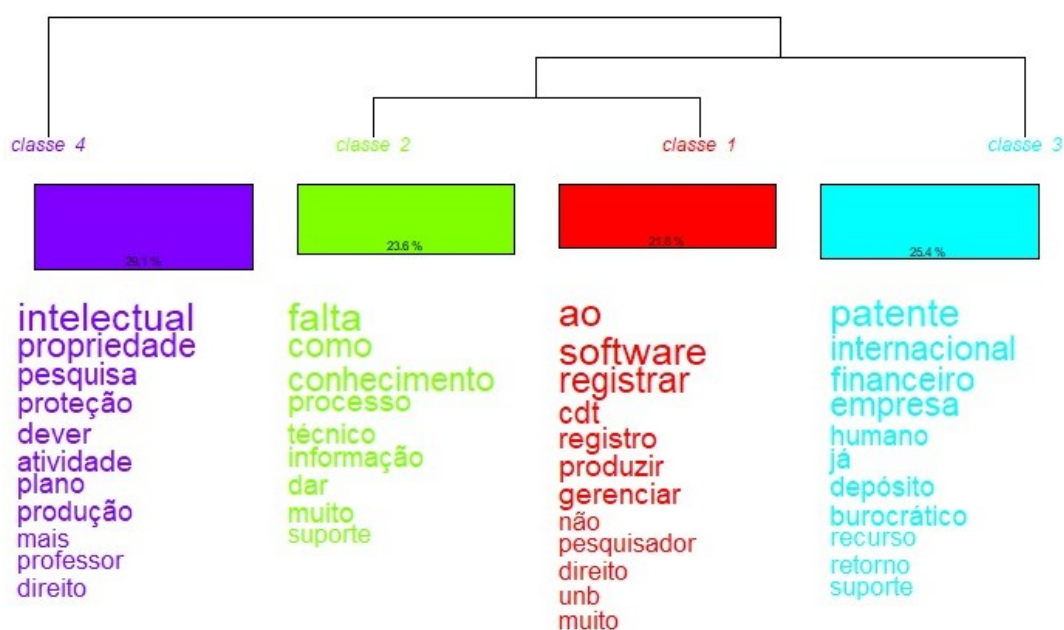 classe 4
classe 2
classe 1
classe 3
29.1 %
23.6 %
21.8 %
25.4 %
intelectual
propriedade
pesquisa
proteção
dever
atividade
plano
produção
mais
professor
direito
falta
como
conhecimento
processo
técnico
informação
dar
muito
suporte
ao
software
registrar
cdt
registro
produzir
gerenciar
não
pesquisador
direito
unb
muito
patente
internacional
financeiro
empresa
humano
já
depósito
burocrático
recurso
retorno
suporte